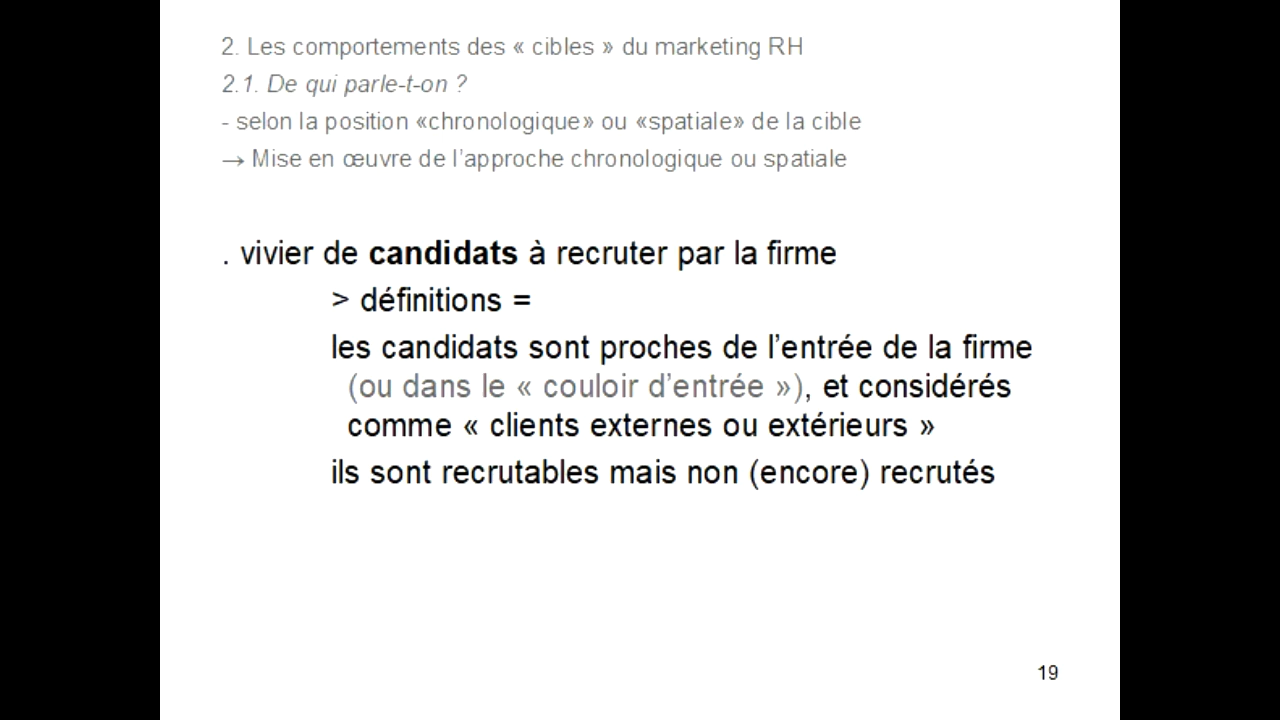 2. Les comportements des « cibles » du marketing RH
2.1. De qui parle-t-on ?
- selon la position «chronologique» ou «spatiale» de la cible
→ Mise en œuvre de l'approche chronologique ou spatiale
. vivier de candidats à recruter par la firme
> définitions =
les candidats sont proches de l'entrée de la firme
(ou dans le « couloir d'entrée »), et considérés
comme « clients externes ou extérieurs »
ils sont recrutables mais non (encore) recrutés
19